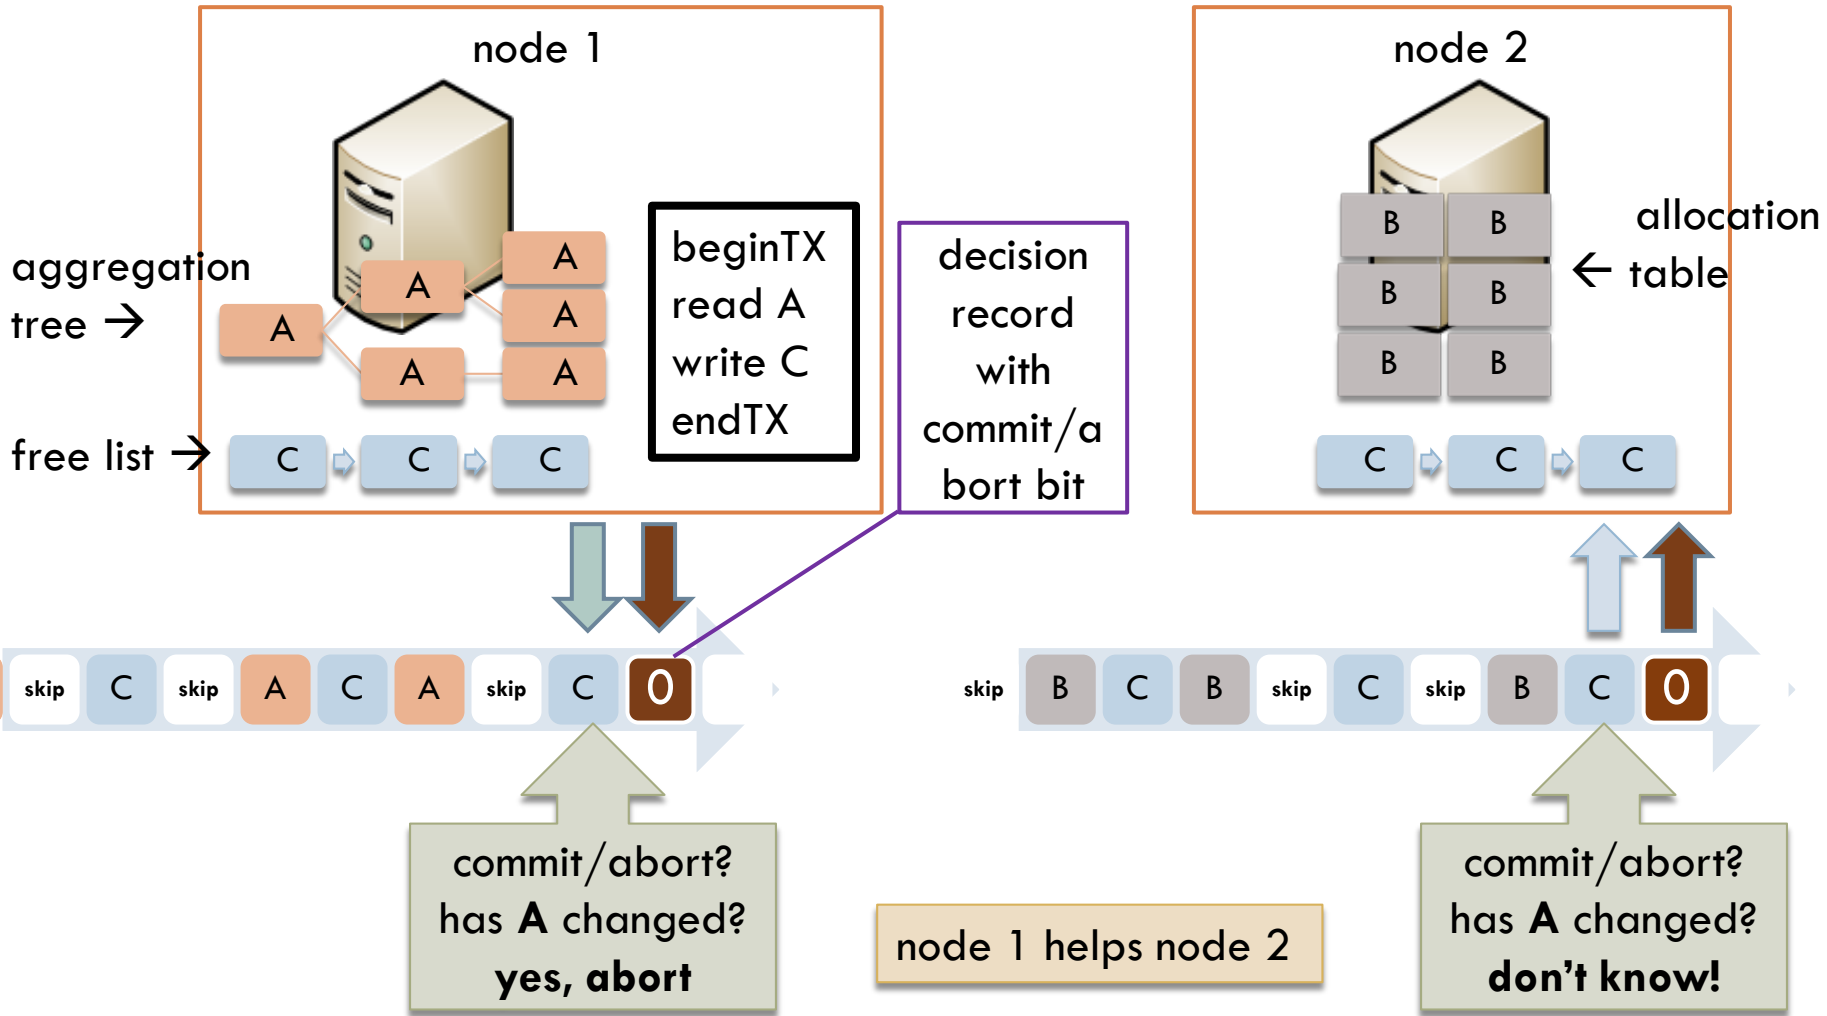 node 1
node 2
aggregation
tree →
A
A
A
A
A
A
free list →
C
C
C
beginTX
read A
write C
endTX
decision
record
with
commit/a
bort bit
B B
B B
B B
allocation
← table
C
C
C
skip C skip A C A skip C 0
skip B C B skip C skip B C 0
commit/abort?
has A changed?
yes, abort
node 1 helps node 2
commit/abort?
has A changed?
don't know!